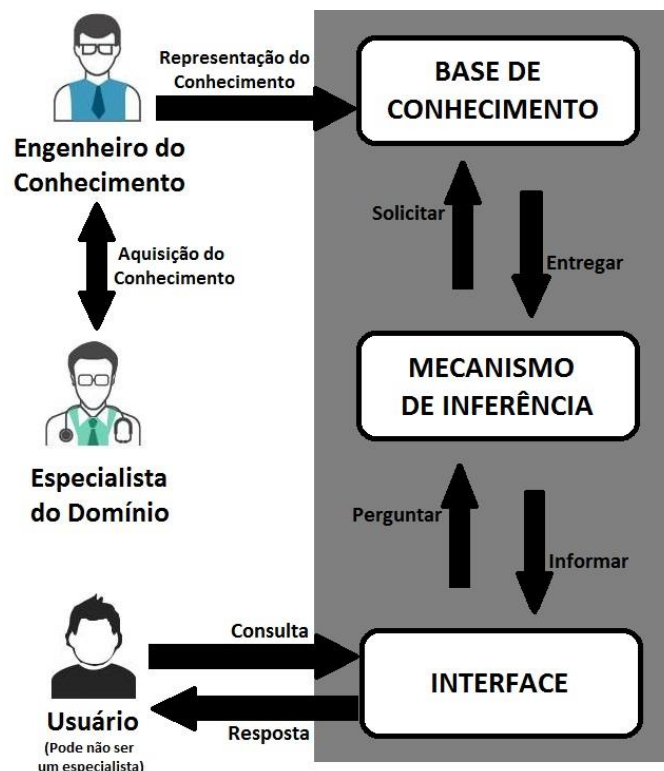 Representação do
Conhecimento
BASE DE
CONHECIMENTO
Engenheiro do
Conhecimento
Solicitar
Entregar
Aquisição do
Conhecimento
MECANISMO
DE INFERÊNCIA
Especialista
do Domínio
Perguntar
Informar
Consulta
INTERFACE
Resposta
Usuário
(Pode não ser
um especialista)